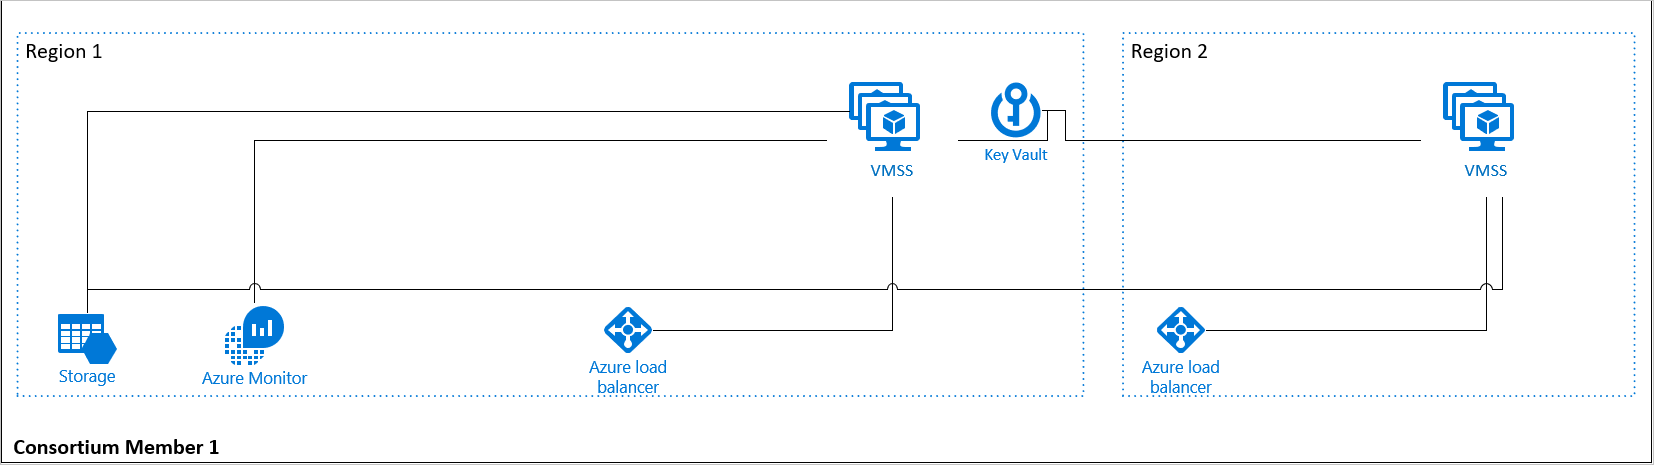 Region 1
Region 2
Key Vault
VMSS
VMSS
Storage
Azure Monitor
Azure load
balancer
Azure load
balancer
Consortium Member 1